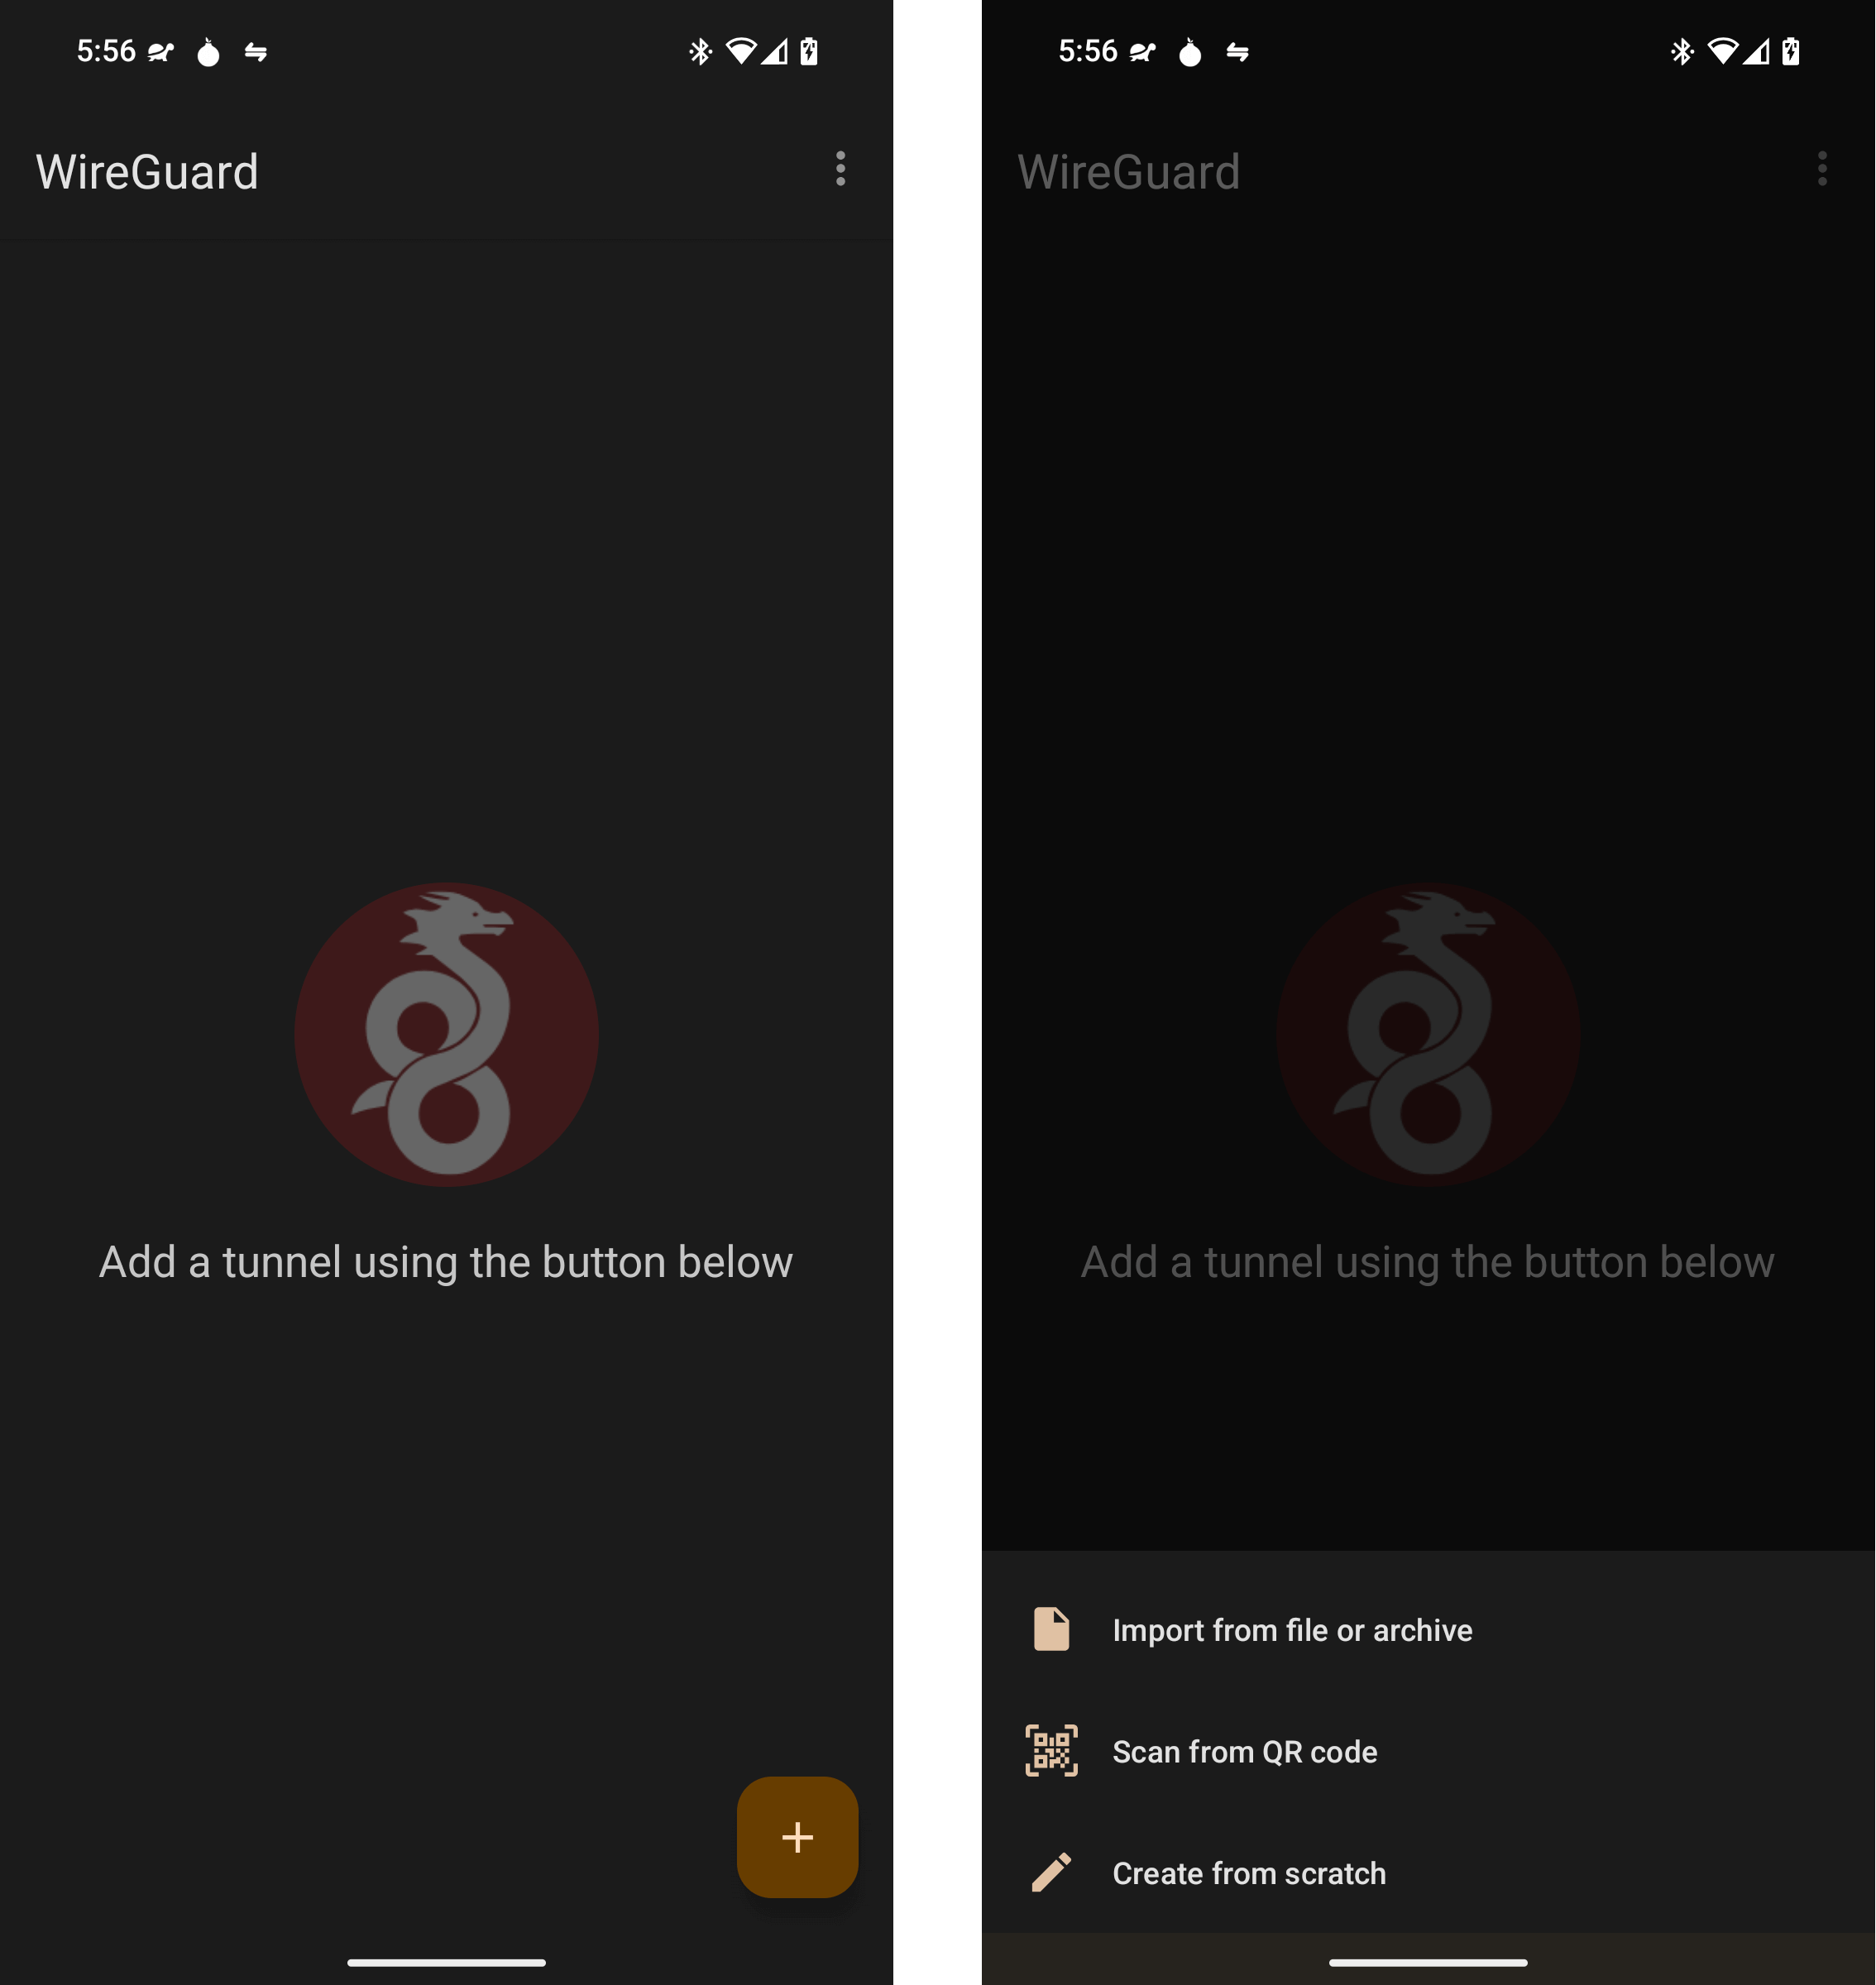 5:56
WireGuard
Add a tunnel using the button below
5:56
WireGuard
Add a tunnel using the button below
Import from file or archive
Scan from QR code
Create from scratch